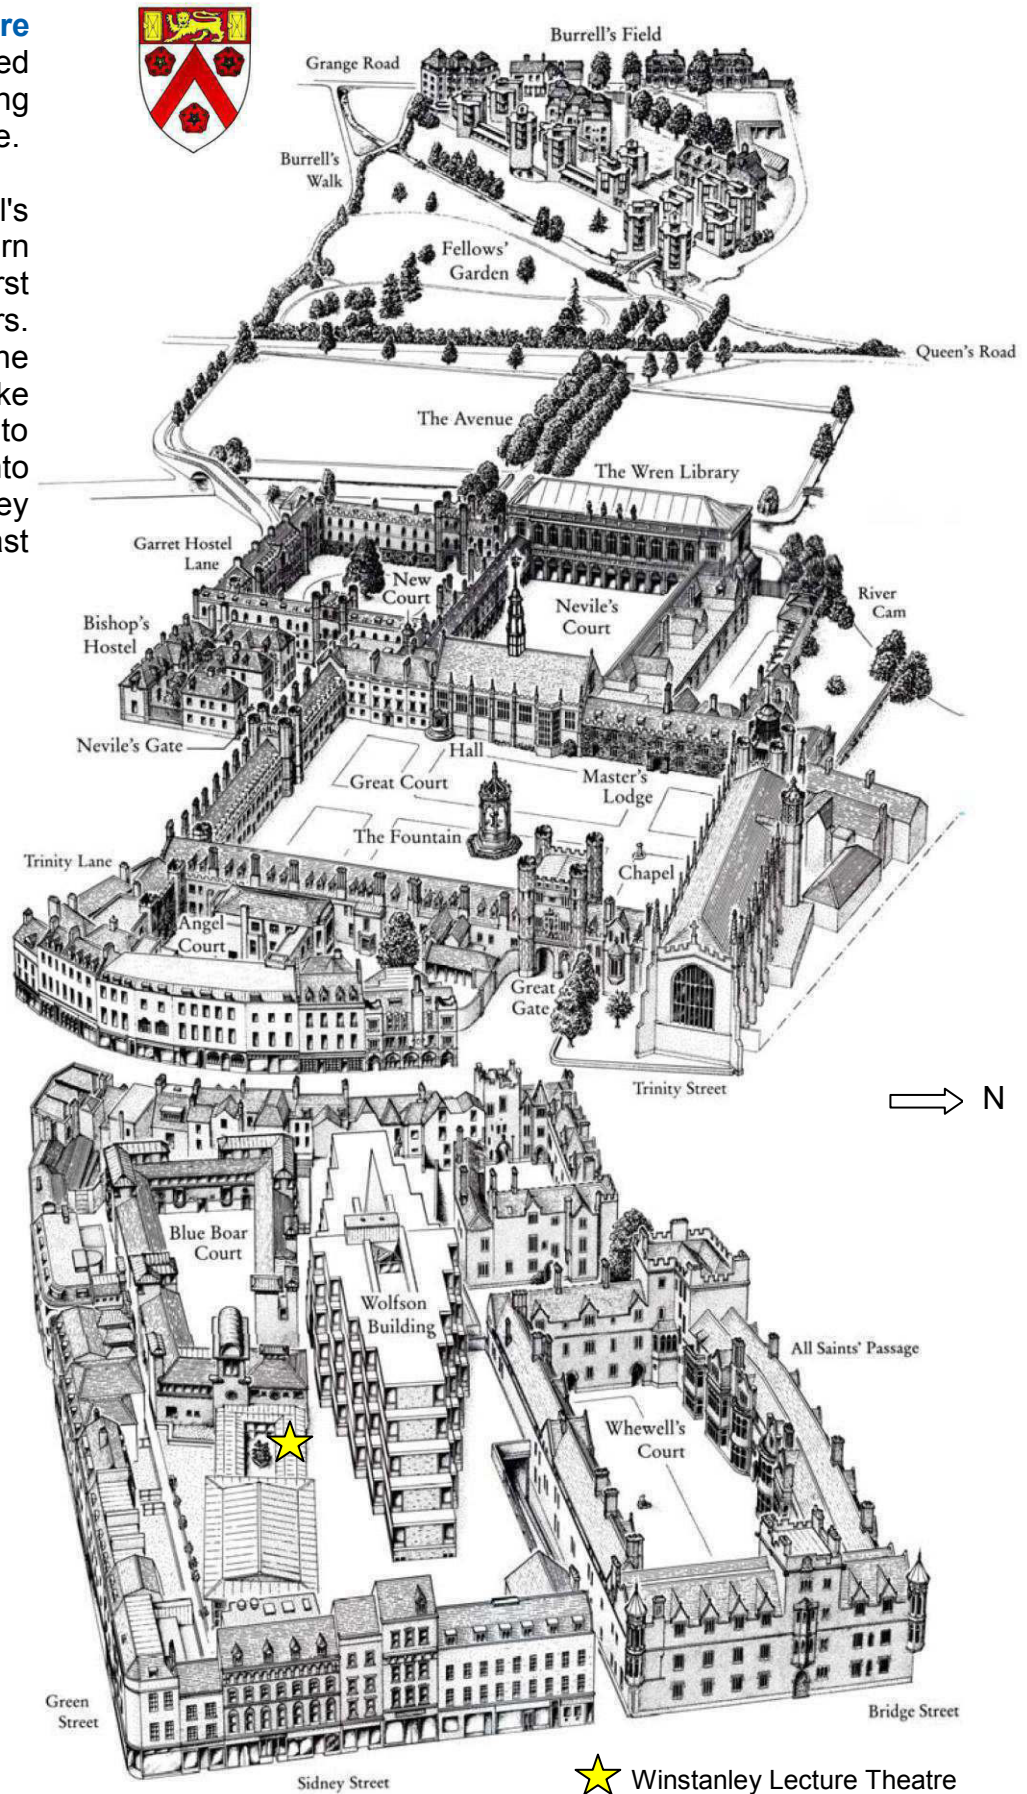 re
ed
ng
e.
l's
rn
rst
rs.
ne
ke
to
nto
ey
ast
Burrell's Field
Grange Road
Burrell's
Walk
Fellows'
Garden
Queen's Road
The Avenue
The Wren Library
Garret Hostel
Lane
New
Court
Nevile's
Court
River
Cam
Bishop's
Hostel
Nevile's Gate
Hall
Great Court
Master's
Lodge
The Fountain
Trinity Lane
Chapel
Angel
Court
Great
Gate
Trinity Street
N
Blue Boar
Court
Wolfson
Building
All Saints' Passage
Whewell's
Court
Green
Street
Bridge Street
Sidney Street
Winstanley Lecture Theatre